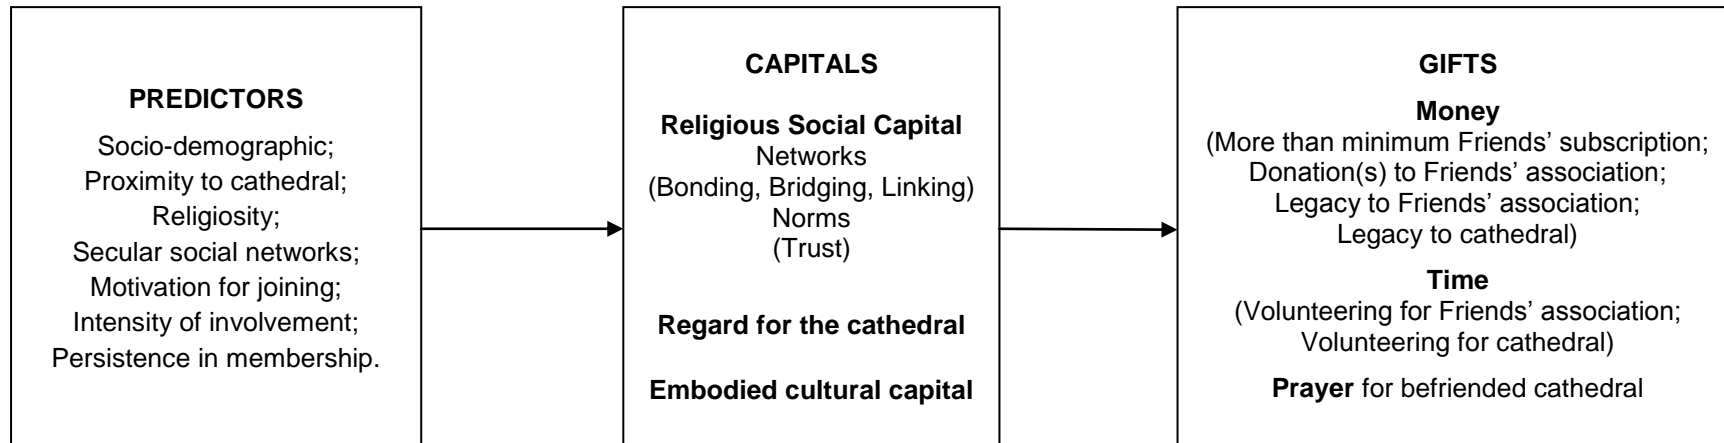 PREDICTORS
Socio-demographic;
Proximity to cathedral;
Religiosity;
Secular social networks;
Motivation for joining;
Intensity of involvement;
Persistence in membership.
CAPITALS
Religious Social Capital
Networks
(Bonding, Bridging, Linking)
Norms
(Trust)
Regard for the cathedral
Embodied cultural capital
GIFTS
Money
(More than minimum Friends’ subscription;
Donation(s) to Friends’ association;
Legacy to Friends’ association;
Legacy to cathedral)
Time
(Volunteering for Friends’ association;
Volunteering for cathedral)
Prayer for befriended cathedral